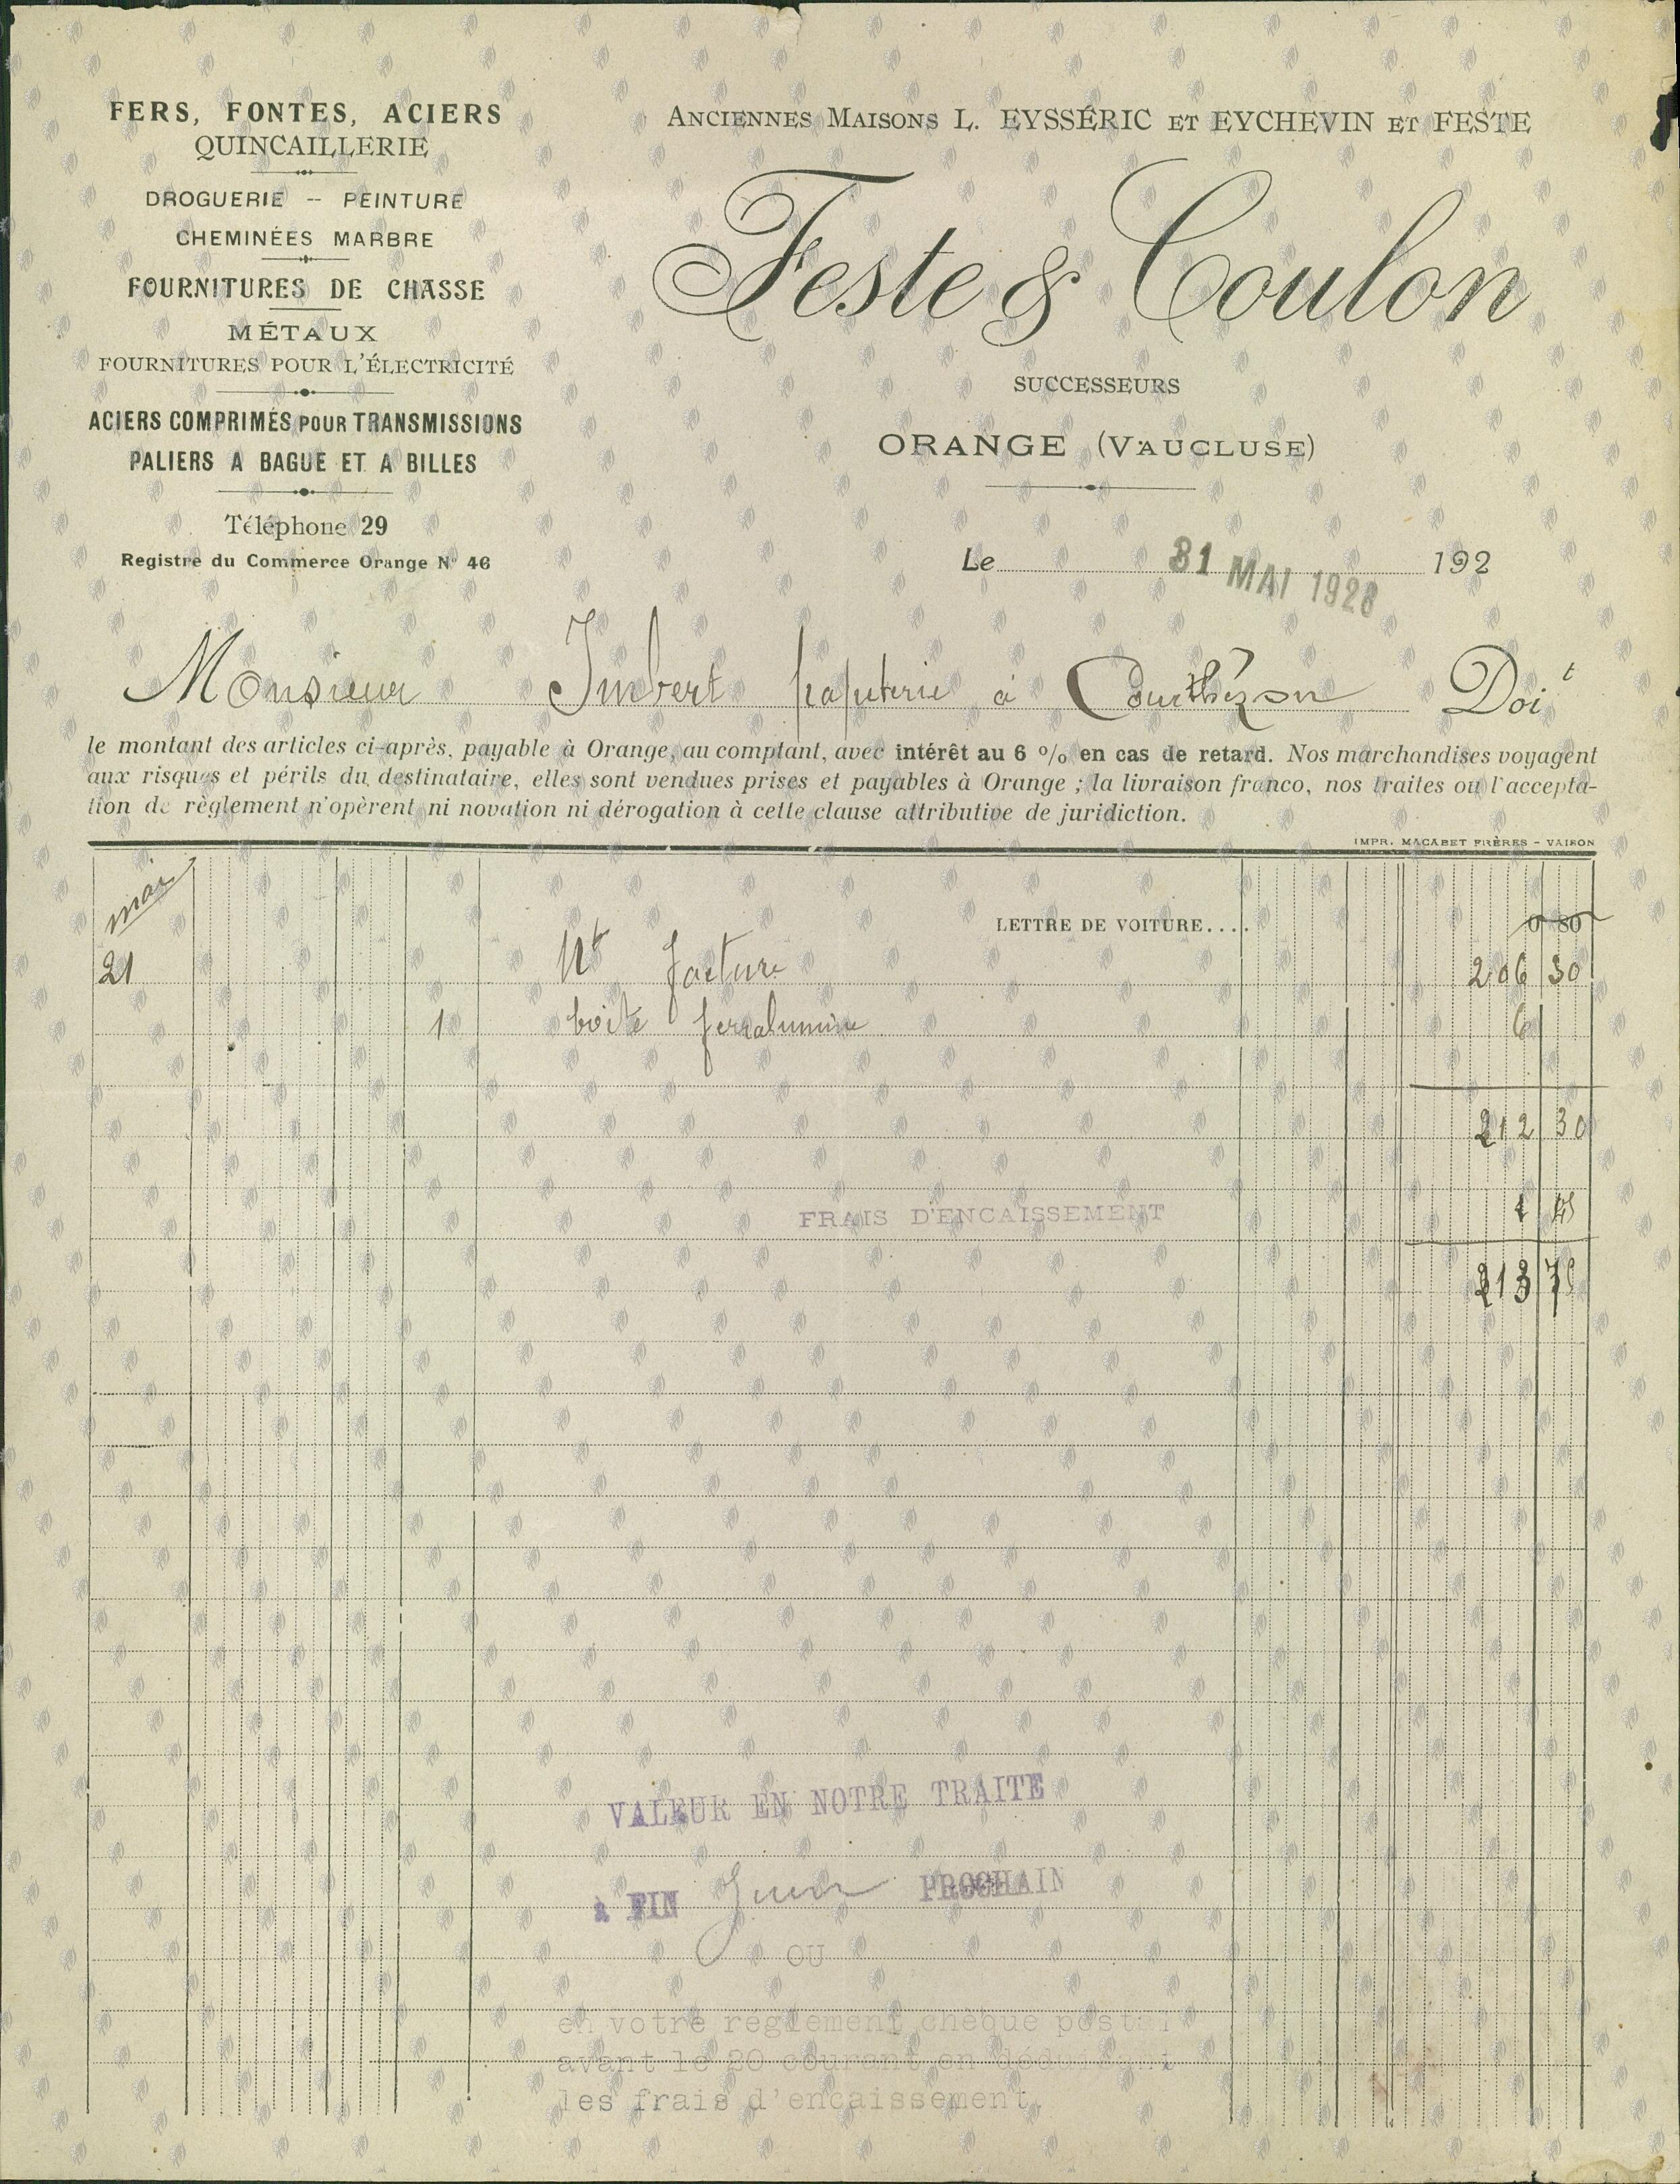 FERS, FONTES, ACIERS
QUINCAILLERIE
DROGUERIE -- PEINTURE
CHEMINÉES MARBRE
FOURNITURES DE CHASSE
MÉTAUX
FOURNITURES POUR L'ÉLECTRICITÉ
ACIERS COMPRIMÉS POUR TRANSMISSIONS
PALIERS A BAGUE ET A BILLES
Téléphone 29
Registre du Commerce Orange N° 46
ANCIENNES MAISONS L. EYSSÉRIC ET EYCHEVIN ET FESTE
Feste & Coulon
SUCCESSEURS
ORANGE (VAUCLUSE)
Le 31 MAI 1928 192
Monsieur Imbert papeterie à Courthézon Doit
le montant des articles ci-après, payable à Orange, au comptant, avec intérêt au 6 % en cas de retard. Nos marchandises voyagent
aux risques et périls du destinataire, elles sont vendues prises et payables à Orange ; la livraison franco, nos traites ou l'accepta-
tion de règlement n'opèrent ni novation ni dérogation à cette clause attributive de juridiction.
IMPR. MACABET FRÈRES - VAISON
mai
LETTRE DE VOITURE.... 0 80
21 Nt facture 206 30
1 boite ferralumine 6
212 30
FRAIS D'ENCAISSEMENT 1 45
213 75
VALEUR EN NOTRE TRAITE
à FIN Juin PROCHAIN
OU
en votre règlement chèque postal
avant le 20 courant en déduisant
les frais d'encaissement.